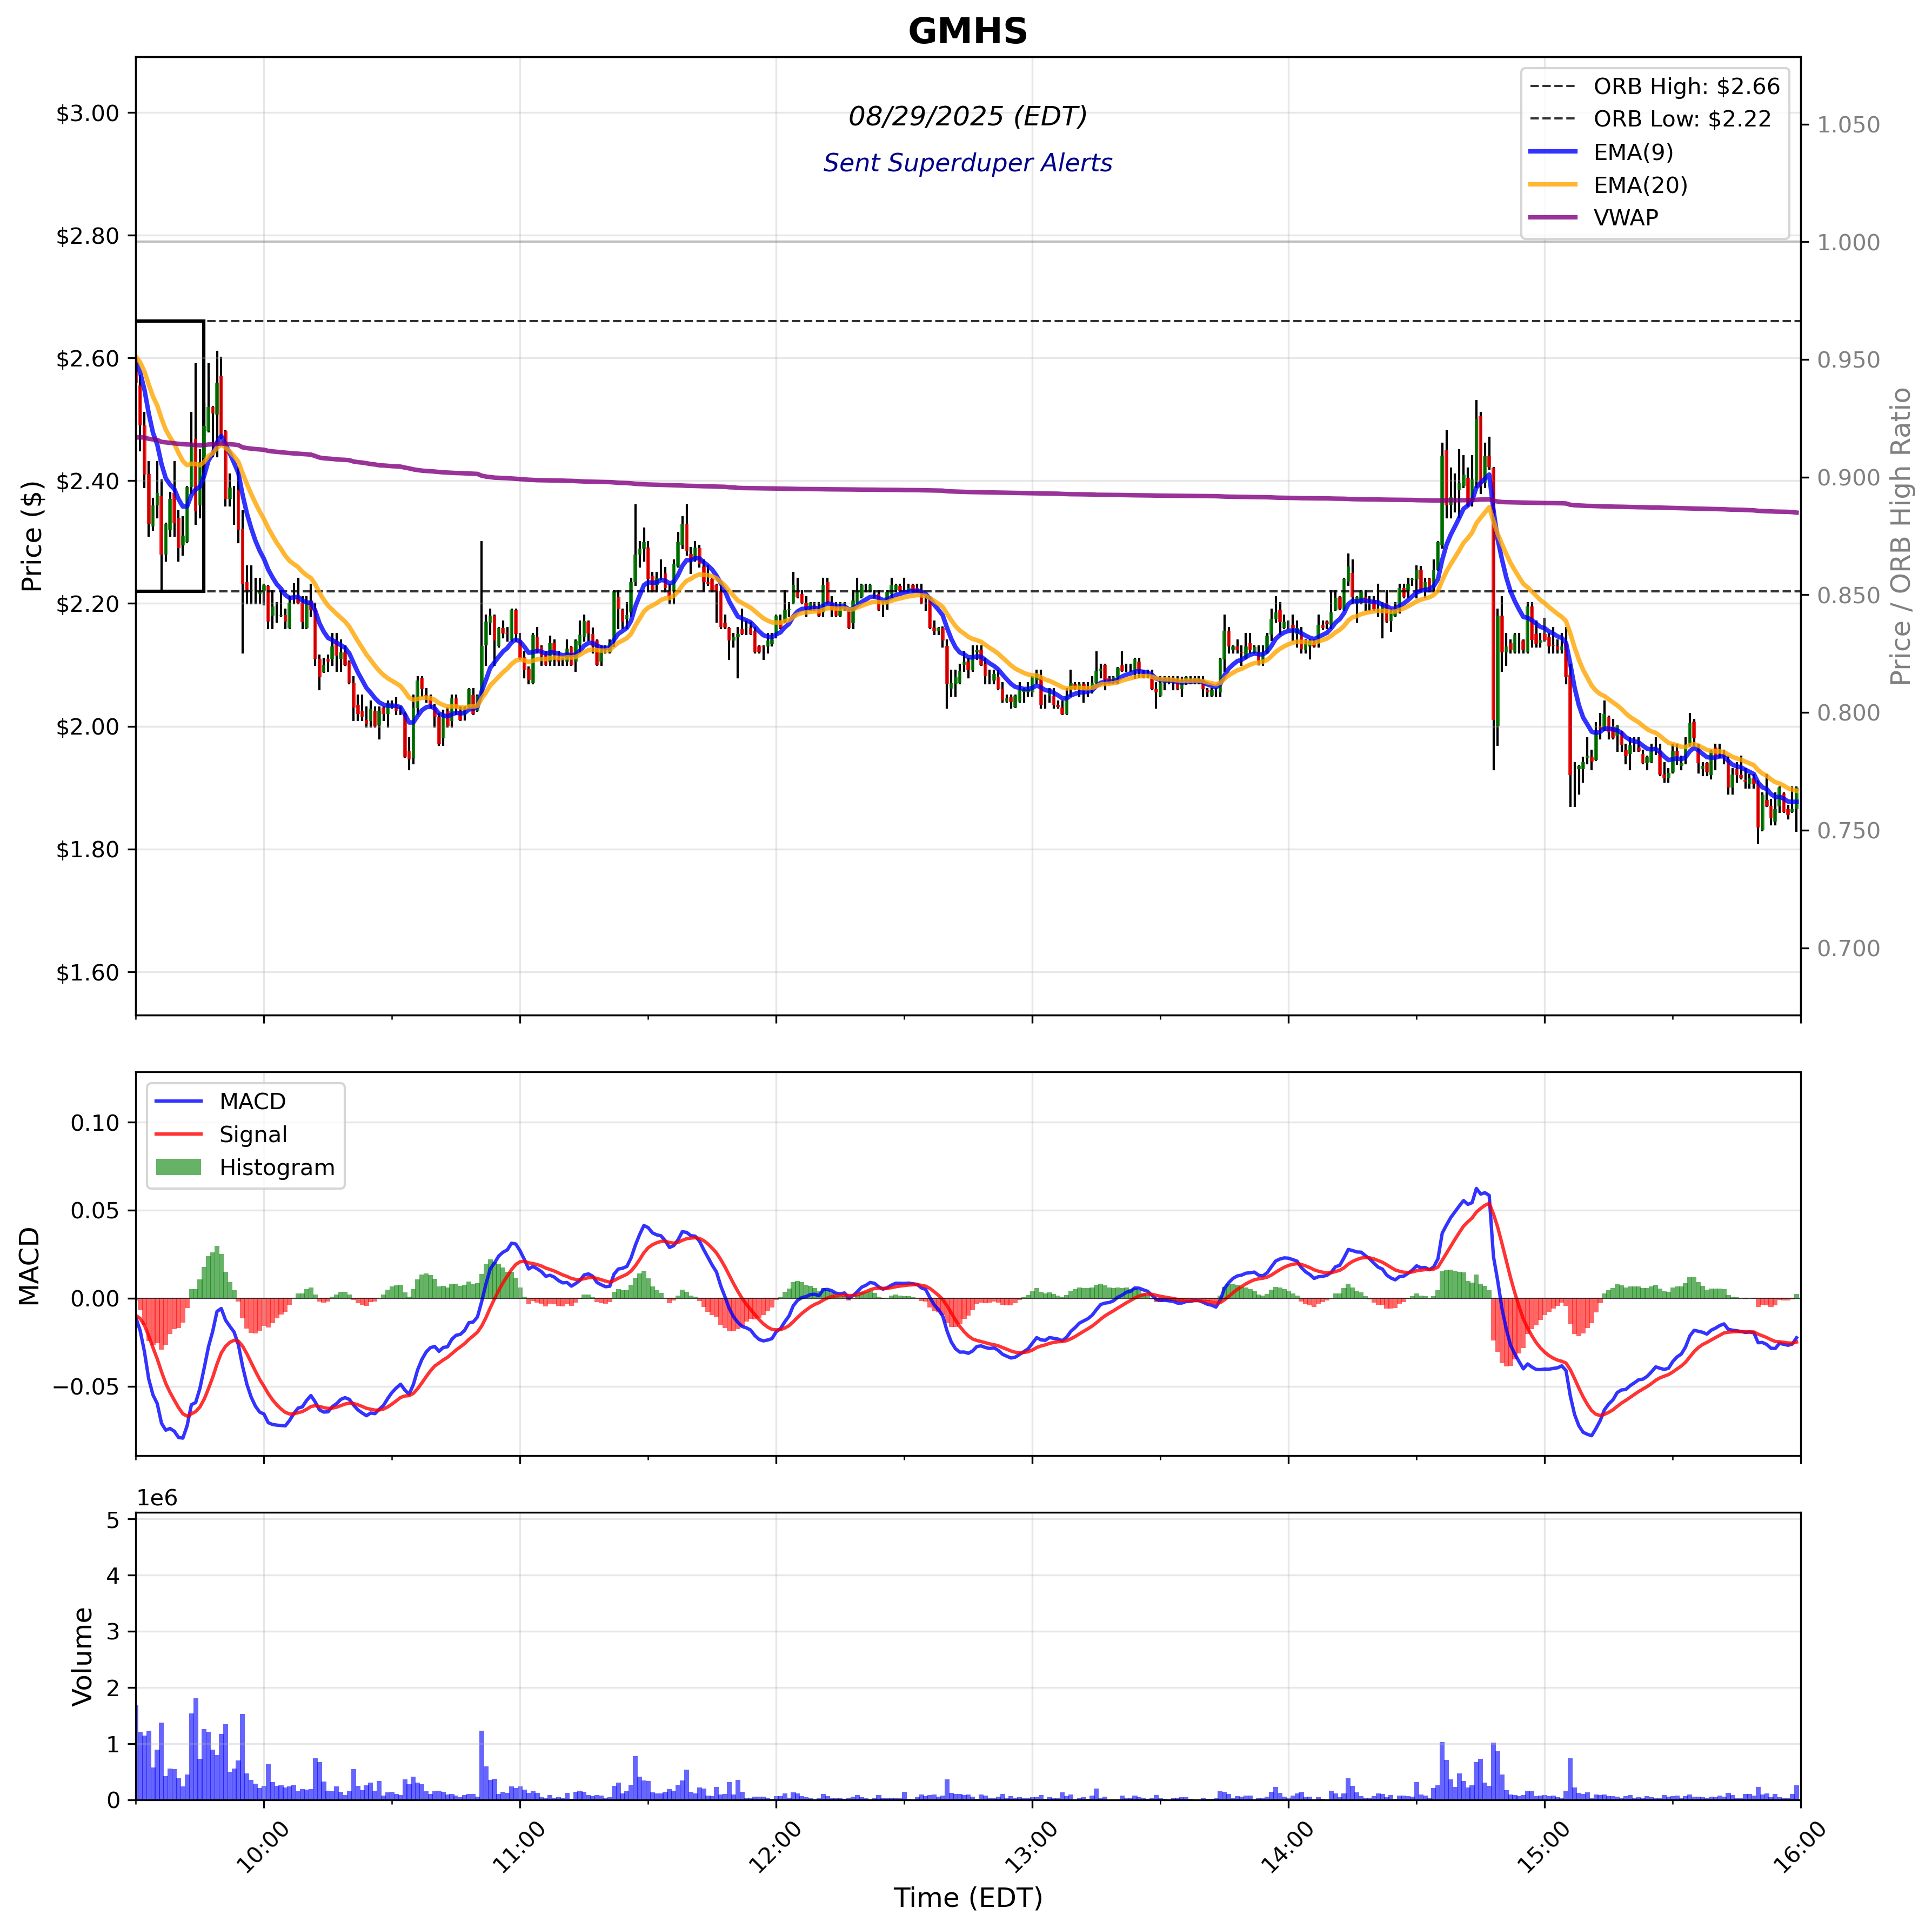 GMHS
08/29/2025 (EDT)
Sent Superduper Alerts
ORB High: $2.66
ORB Low: $2.22
EMA(9)
EMA(20)
VWAP
$3.00
$2.80
$2.60
$2.40
$2.20
$2.00
$1.80
$1.60
Price ($)
1.050
1.000
0.950
0.900
0.850
0.800
0.750
0.700
Price / ORB High Ratio
MACD
Signal
Histogram
0.10
0.05
0.00
−0.05
MACD
1e6
5
4
3
2
1
0
Volume
10:00
11:00
12:00
13:00
14:00
15:00
16:00
Time (EDT)